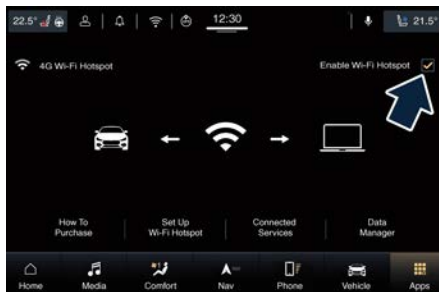 22.5°
12:30
21.5°
4G Wi-Fi Hotspot
Enable Wi-Fi Hotspot
How To
Purchase
Set Up
Wi-Fi Hotspot
Connected
Services
Data
Manager
Home
Media
Comfort
Nav
Phone
Vehicle
Apps